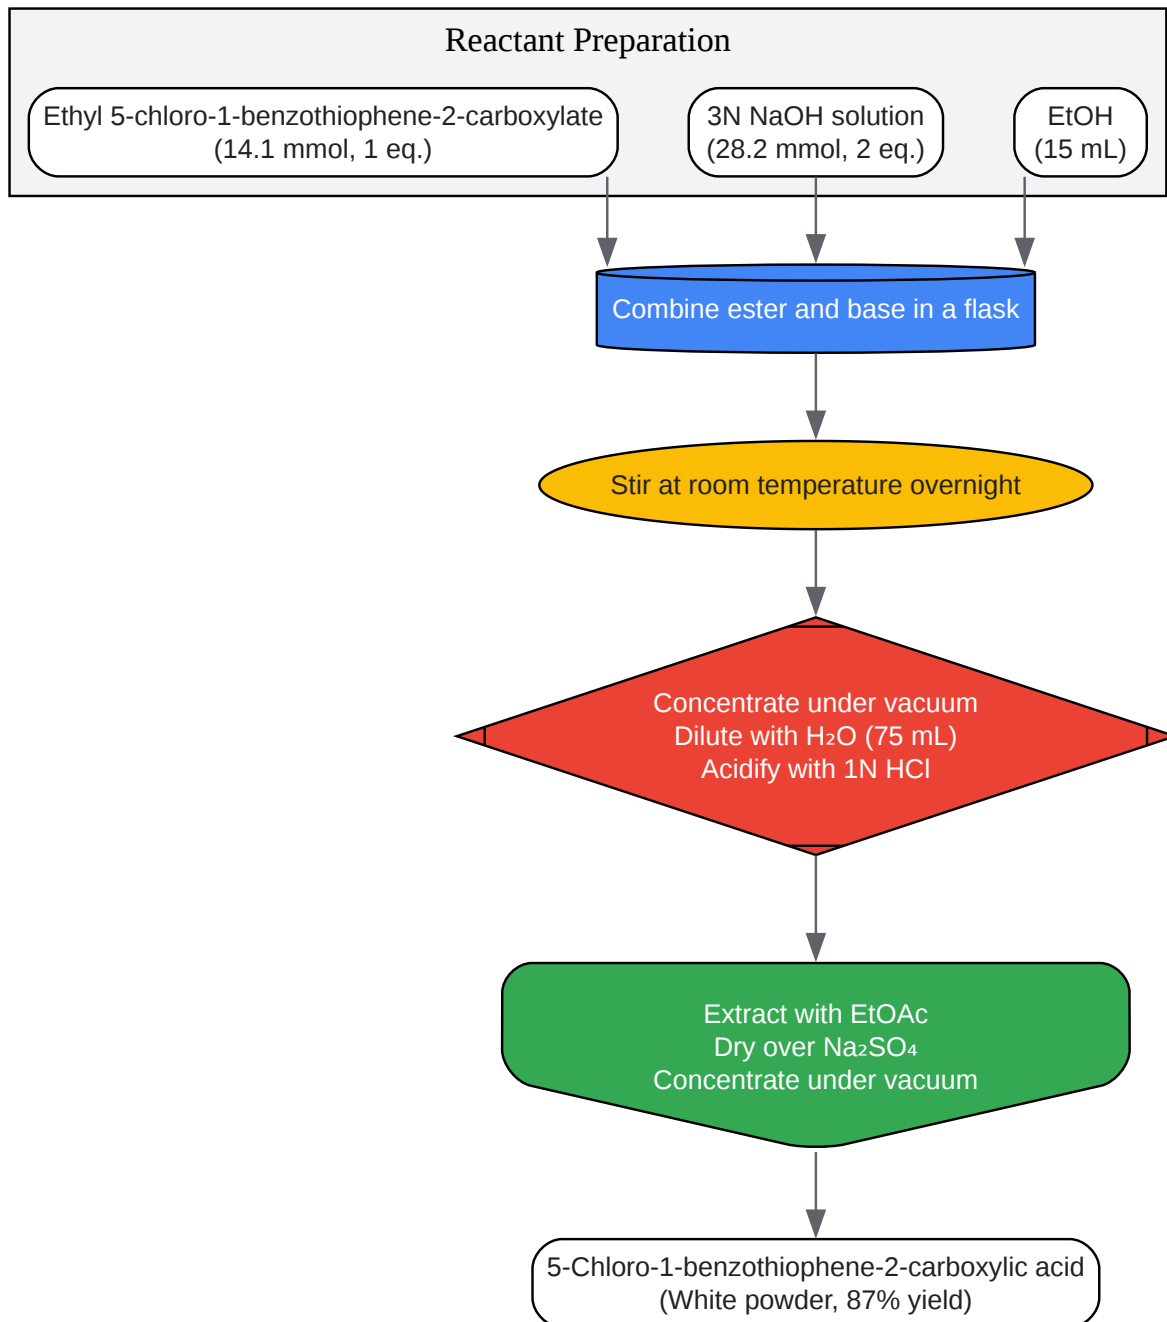 Reactant Preparation
Ethyl 5-chloro-1-benzothiophene-2-carboxylate
(14.1 mmol, 1 eq.)
3N NaOH solution
(28.2 mmol, 2 eq.)
EtOH
(15 mL)
Combine ester and base in a flask
Stir at room temperature overnight
Concentrate under vacuum
Dilute with H₂O (75 mL)
Acidify with 1N HCl
Extract with EtOAc
Dry over Na₂SO₄
Concentrate under vacuum
5-Chloro-1-benzothiophene-2-carboxylic acid
(White powder, 87% yield)